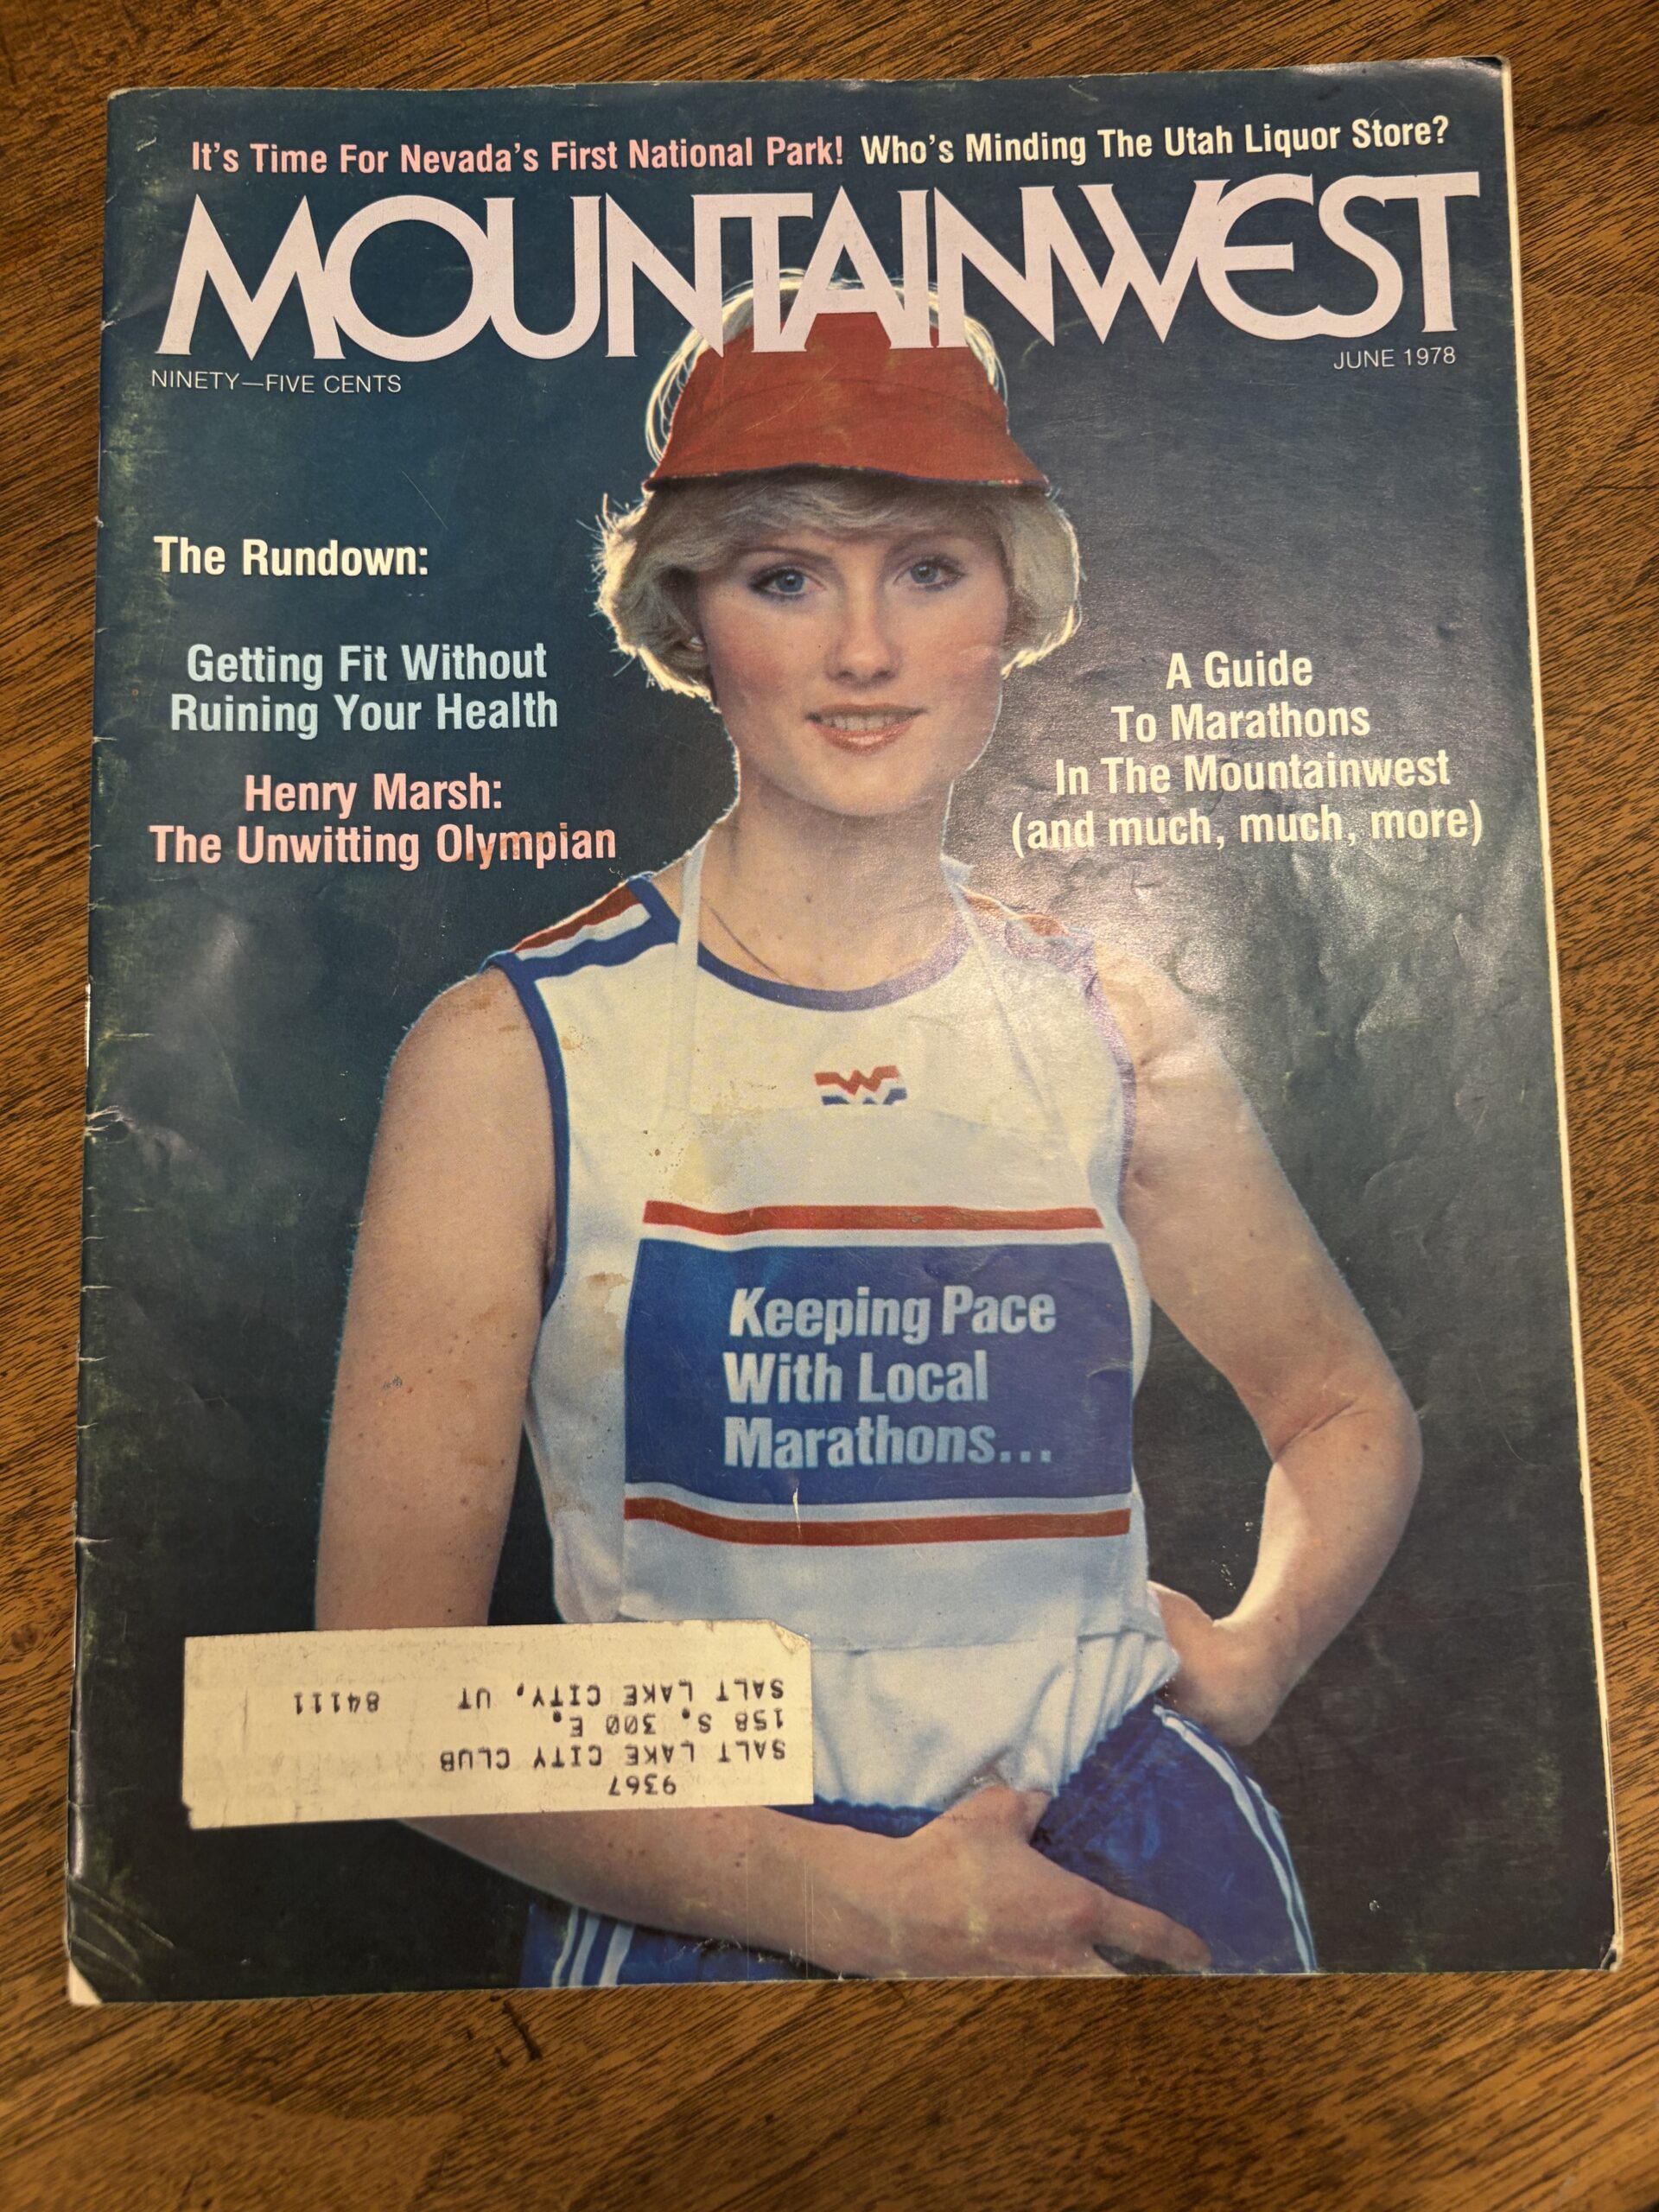 It's Time For Nevada's First National Park! Who's Minding The Utah Liquor Store?
MOUNTAINWEST
NINETY—FIVE CENTS
JUNE 1978
The Rundown:
Getting Fit Without
Ruining Your Health
Henry Marsh:
The Unwitting Olympian
A Guide
To Marathons
In The Mountainwest
(and much, much, more)
Keeping Pace
With Local
Marathons...
9367
SALT LAKE CITY CLUB
158 S. 300 E.
SALT LAKE CITY, UT 84111